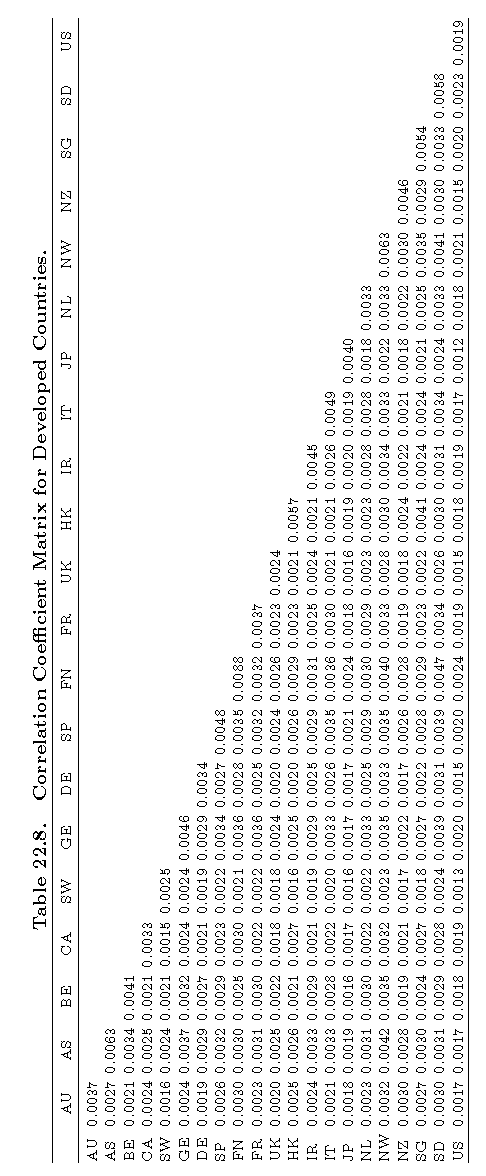 Table 22.8. Correlation Coefficient Matrix for Developed Countries.
AU AS BE CA SW GE DE SP FN FR UK HK IR IT JP NL NW NZ SG SD US
AU 0.0037
AS 0.0027 0.0063
BE 0.0021 0.0034 0.0041
CA 0.0024 0.0025 0.0021 0.0033
SW 0.0016 0.0024 0.0021 0.0015 0.0025
GE 0.0024 0.0037 0.0032 0.0024 0.0024 0.0046
DE 0.0019 0.0029 0.0027 0.0021 0.0019 0.0029 0.0034
SP 0.0026 0.0032 0.0029 0.0023 0.0022 0.0034 0.0027 0.0048
FN 0.0030 0.0030 0.0025 0.0030 0.0021 0.0036 0.0028 0.0035 0.0088
FR 0.0023 0.0031 0.0030 0.0022 0.0022 0.0036 0.0025 0.0032 0.0032 0.0037
UK 0.0020 0.0025 0.0022 0.0018 0.0018 0.0024 0.0020 0.0024 0.0026 0.0023 0.0024
HK 0.0025 0.0026 0.0021 0.0027 0.0016 0.0025 0.0020 0.0026 0.0029 0.0023 0.0021 0.0057
IR 0.0024 0.0033 0.0029 0.0021 0.0019 0.0029 0.0025 0.0029 0.0031 0.0025 0.0024 0.0021 0.0045
IT 0.0021 0.0033 0.0028 0.0022 0.0020 0.0033 0.0026 0.0035 0.0036 0.0030 0.0021 0.0021 0.0026 0.0049
JP 0.0018 0.0019 0.0016 0.0017 0.0016 0.0017 0.0017 0.0021 0.0024 0.0018 0.0016 0.0019 0.0020 0.0019 0.0040
NL 0.0023 0.0031 0.0030 0.0022 0.0022 0.0033 0.0025 0.0029 0.0030 0.0029 0.0023 0.0023 0.0028 0.0028 0.0018 0.0033
NW 0.0032 0.0042 0.0035 0.0032 0.0023 0.0035 0.0033 0.0035 0.0040 0.0033 0.0028 0.0030 0.0034 0.0033 0.0022 0.0033 0.0063
NZ 0.0030 0.0028 0.0019 0.0021 0.0017 0.0022 0.0017 0.0026 0.0028 0.0019 0.0018 0.0024 0.0022 0.0021 0.0018 0.0022 0.0030 0.0046
SG 0.0027 0.0030 0.0024 0.0027 0.0018 0.0027 0.0022 0.0028 0.0029 0.0023 0.0022 0.0041 0.0024 0.0024 0.0021 0.0025 0.0035 0.0029 0.0054
SD 0.0030 0.0031 0.0029 0.0028 0.0024 0.0039 0.0031 0.0039 0.0047 0.0034 0.0026 0.0030 0.0031 0.0034 0.0024 0.0033 0.0041 0.0030 0.0033 0.0058
US 0.0017 0.0017 0.0018 0.0019 0.0013 0.0020 0.0015 0.0020 0.0024 0.0019 0.0015 0.0018 0.0019 0.0017 0.0012 0.0018 0.0021 0.0015 0.0020 0.0023 0.0019